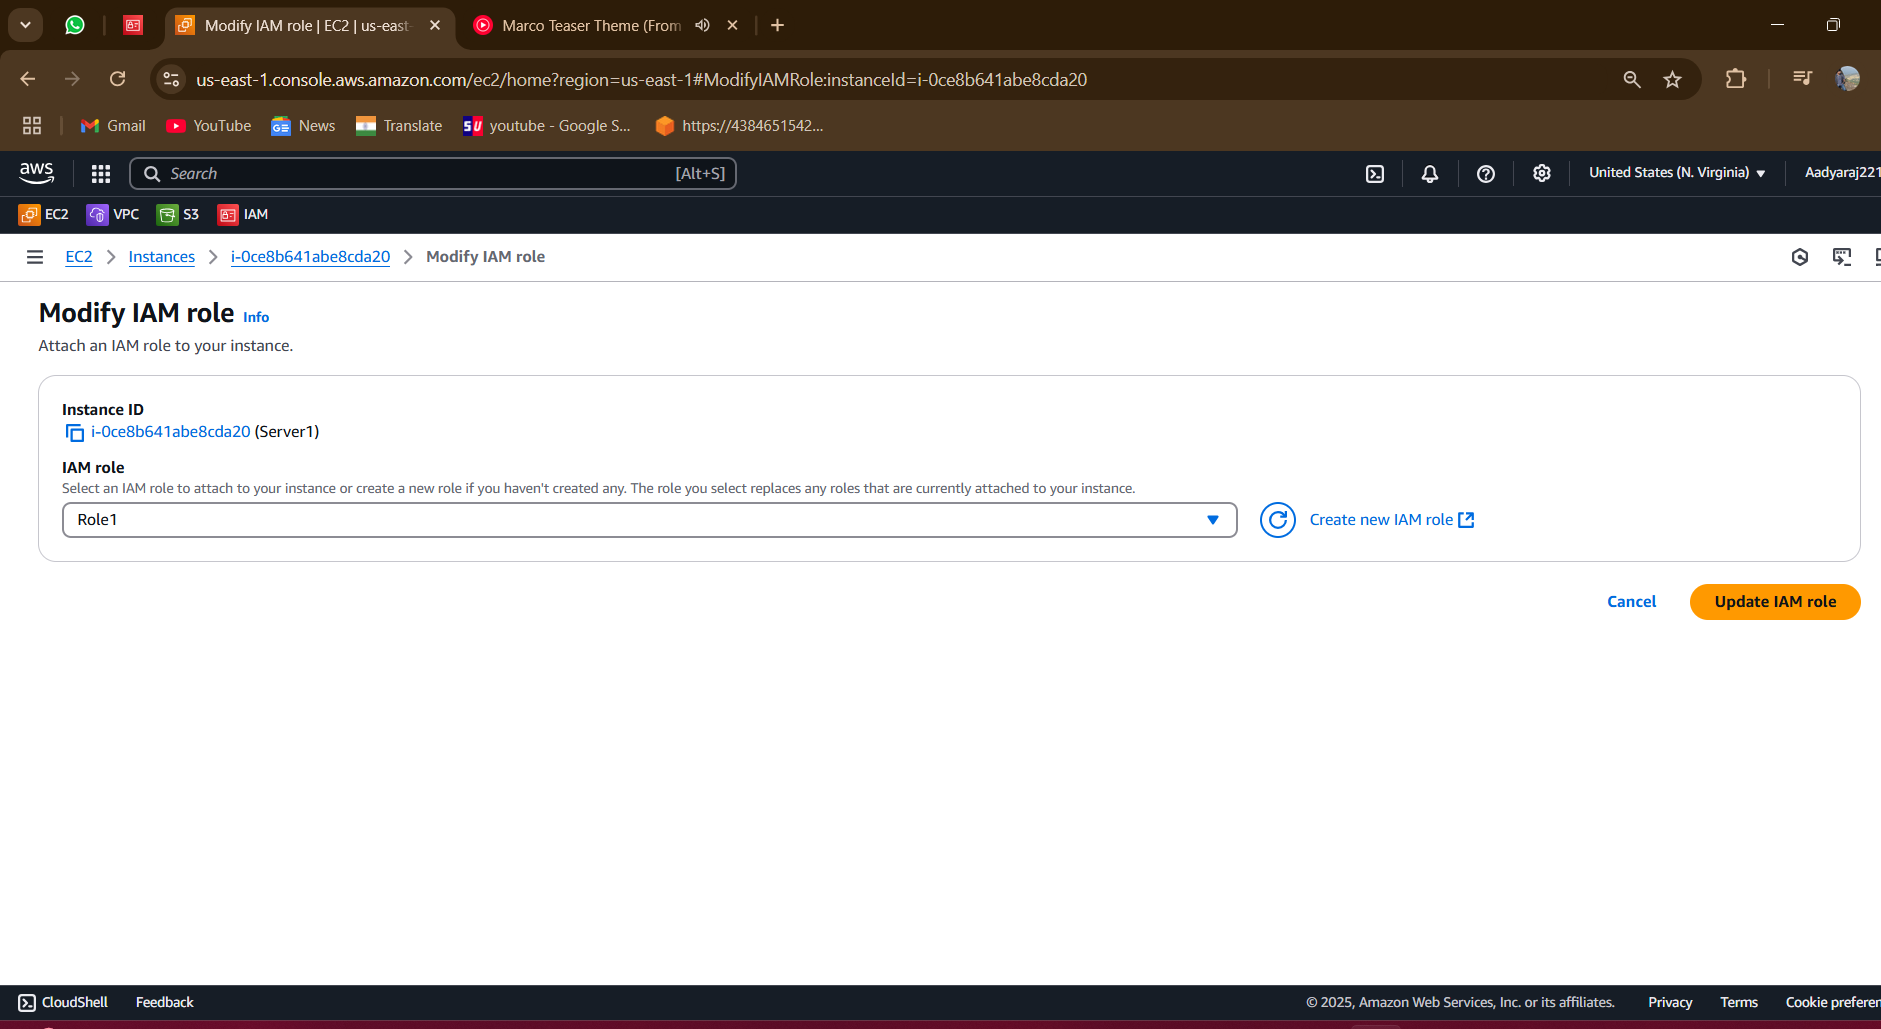 Modify IAM role | EC2 | us-east-
Marco Teaser Theme (From
us-east-1.console.aws.amazon.com/ec2/home?region=us-east-1#ModifyIAMRole:instanceId=i-0ce8b641abe8cda20
Gmail YouTube News Translate youtube - Google S... https://4384651542...
aws Search [Alt+S] United States (N. Virginia) Aadyaraj221
EC2 VPC S3 IAM
EC2 Instances i-0ce8b641abe8cda20 Modify IAM role
Modify IAM role Info
Attach an IAM role to your instance.
Instance ID
i-0ce8b641abe8cda20 (Server1)
IAM role
Select an IAM role to attach to your instance or create a new role if you haven't created any. The role you select replaces any roles that are currently attached to your instance.
Role1 Create new IAM role
Cancel Update IAM role
CloudShell Feedback © 2025, Amazon Web Services, Inc. or its affiliates. Privacy Terms Cookie preferen